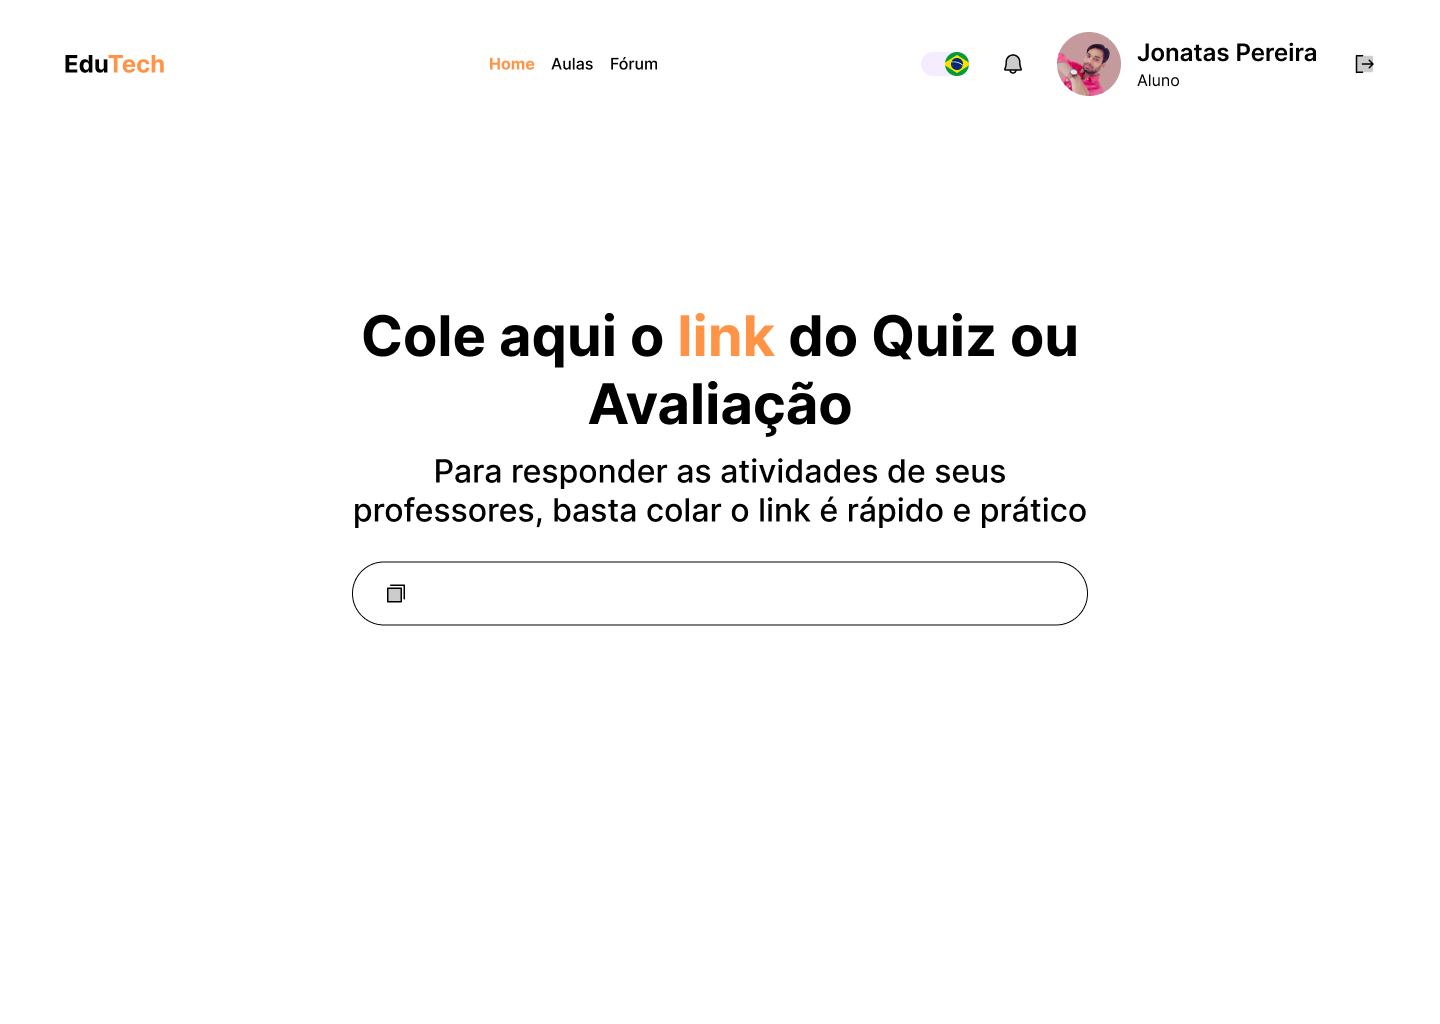 EduTech
Home Aulas Fórum
Jonatas Pereira
Aluno
Cole aqui o link do Quiz ou
Avaliação
Para responder as atividades de seus
professores, basta colar o link é rápido e prático